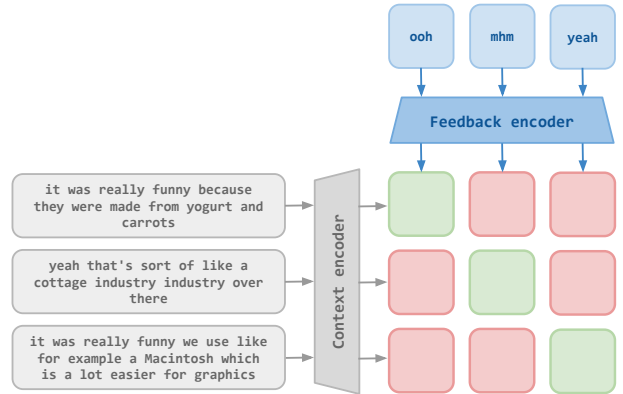 ooh
mhm
yeah
Feedback encoder
it was really funny because
they were made from yogurt and
carrots
yeah that's sort of like a
cottage industry industry over
there
it was really funny we use like
for example a Macintosh which
is a lot easier for graphics
Context encoder